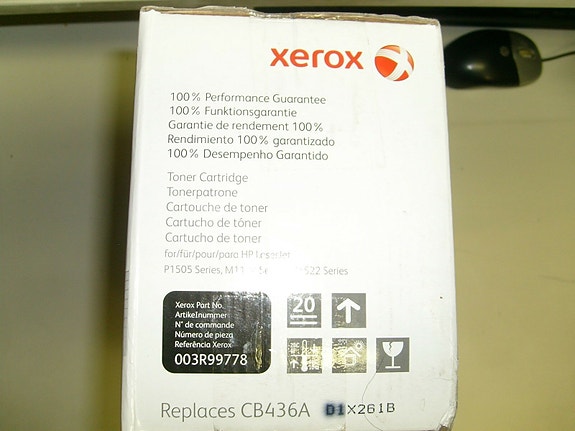 xerox
100% Performance Guarantee
100% Funktionsgarantie
Garantie de rendement 100%
Rendimiento 100% garantizado
100% Desempenho Garantido
Toner Cartridge
Tonerpatrone
Cartouche de toner
Cartucho de tóner
Cartucho de toner
for/für/pour/para HP LaserJet
P1505 Series, Series
Xerox Part No.
Artikelnummer
N° de commande
Número de pieza
Referência Xerox
003R99778
20
Replaces CB436A D1X261B